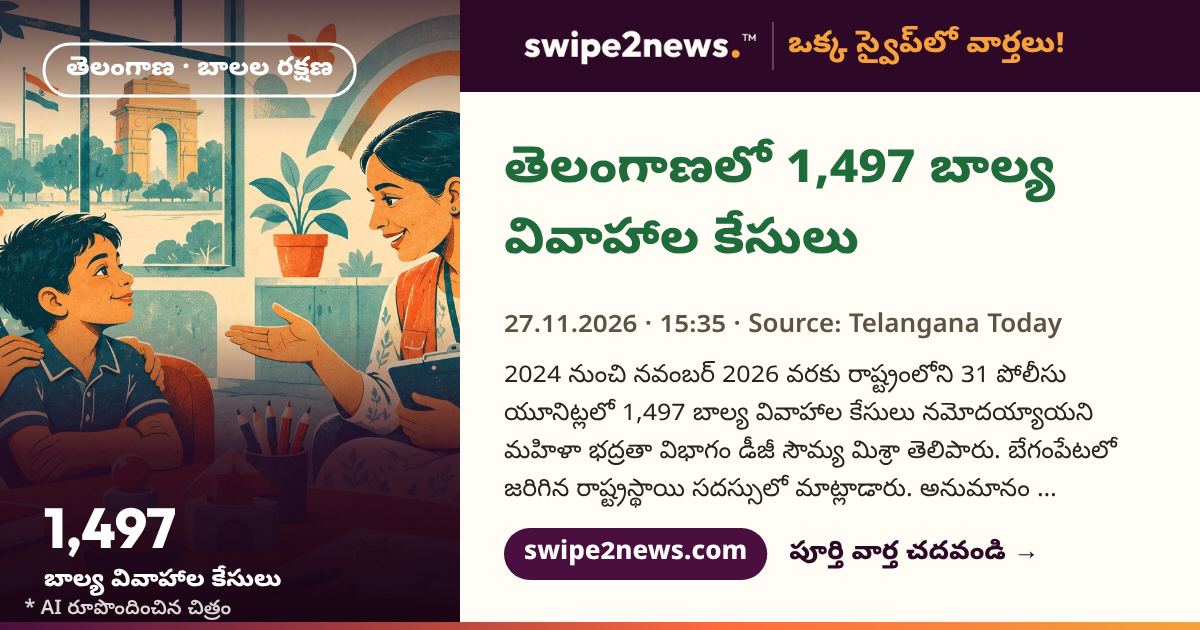 తెలంగాణ · బాలల రక్షణ
1,497
బాల్య వివాహాల కేసులు
* AI రూపొందించిన చిత్రం
swipe2news.™ | ఒక్క స్వైప్‌లో వార్తలు!
తెలంగాణలో 1,497 బాల్య
వివాహాల కేసులు
27.11.2026 · 15:35 · Source: Telangana Today
2024 నుంచి నవంబర్ 2026 వరకు రాష్ట్రంలోని 31 పోలీసు
యూనిట్లలో 1,497 బాల్య వివాహాల కేసులు నమోదయ్యాయని
మహిళా భద్రతా విభాగం డీజీ సౌమ్య మిశ్రా తెలిపారు. బేగంపేటలో
జరిగిన రాష్ట్రస్థాయి సదస్సులో మాట్లాడారు. అనుమానం ...
swipe2news.com పూర్తి వార్త చదవండి →